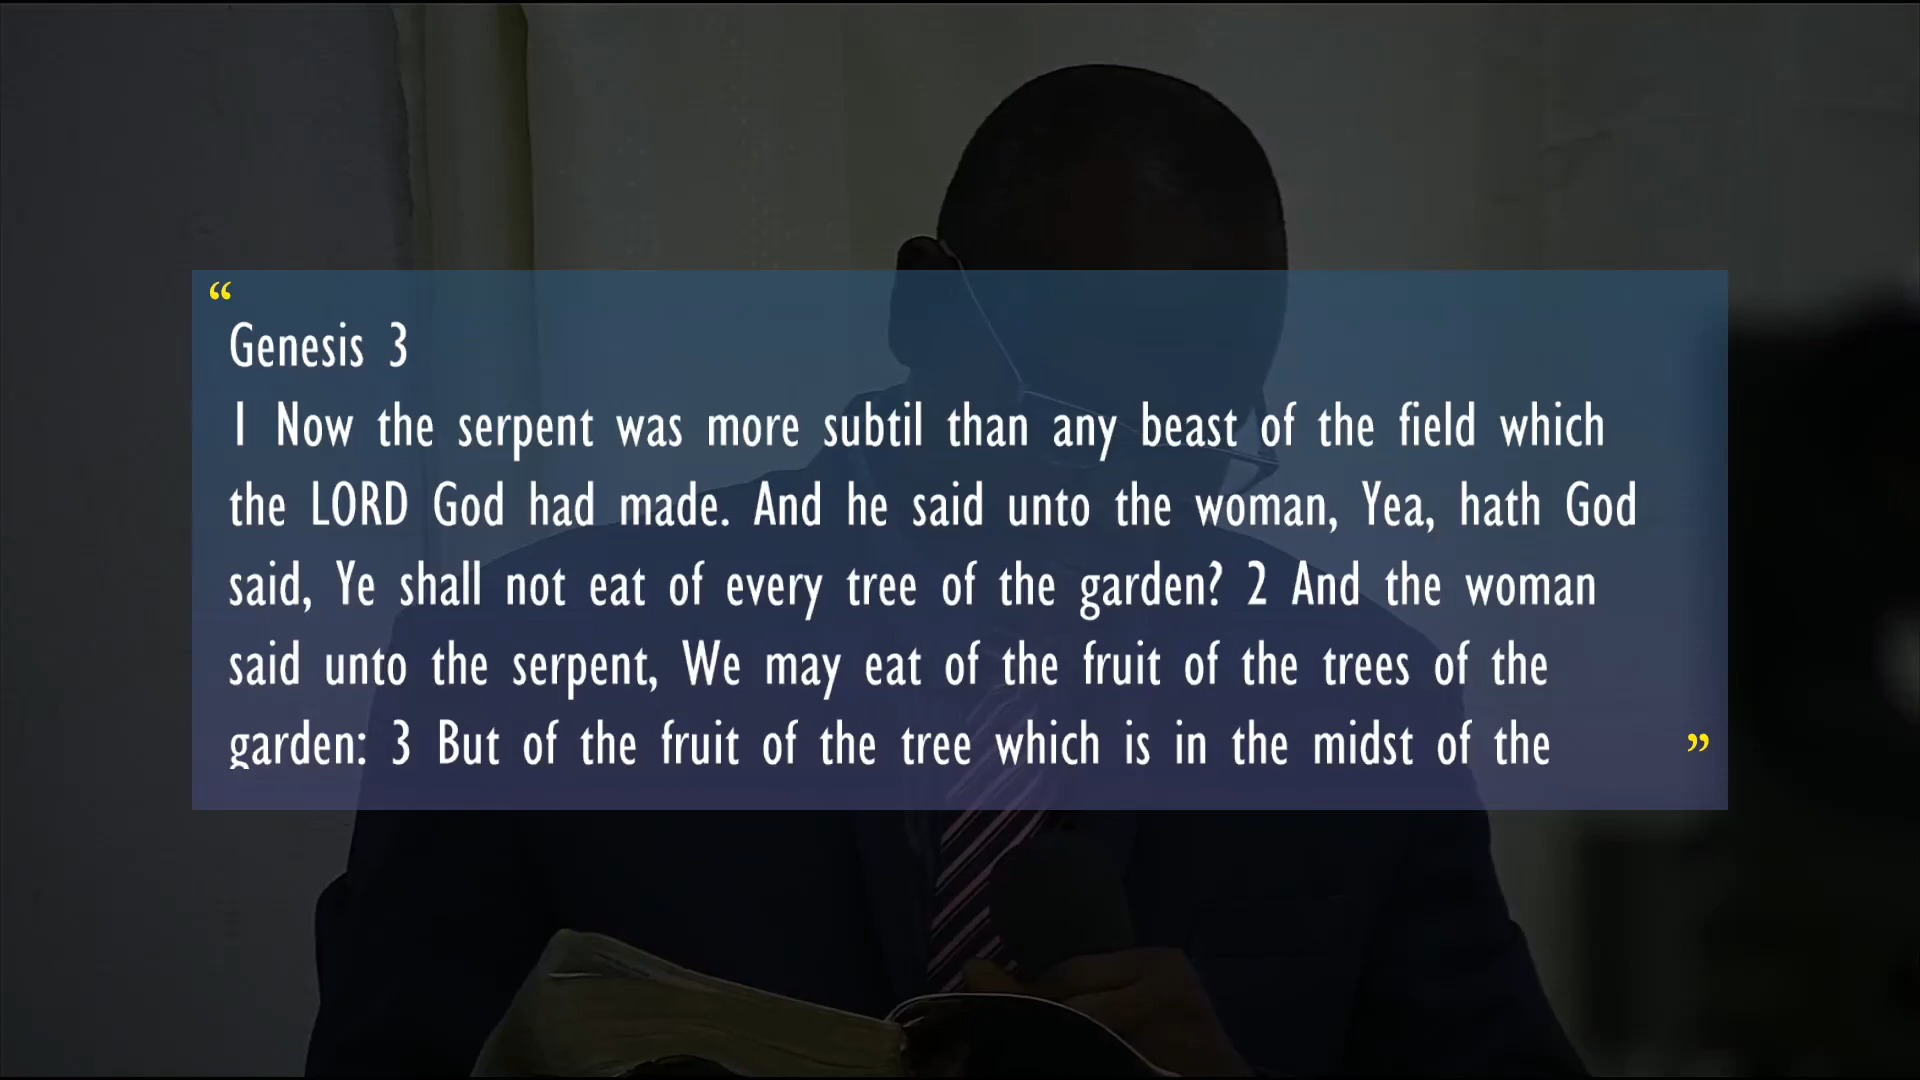 “
Genesis 3
1 Now the serpent was more subtil than any beast of the field which
the LORD God had made. And he said unto the woman, Yea, hath God
said, Ye shall not eat of every tree of the garden? 2 And the woman
said unto the serpent, We may eat of the fruit of the trees of the
garden: 3 But of the fruit of the tree which is in the midst of the
”